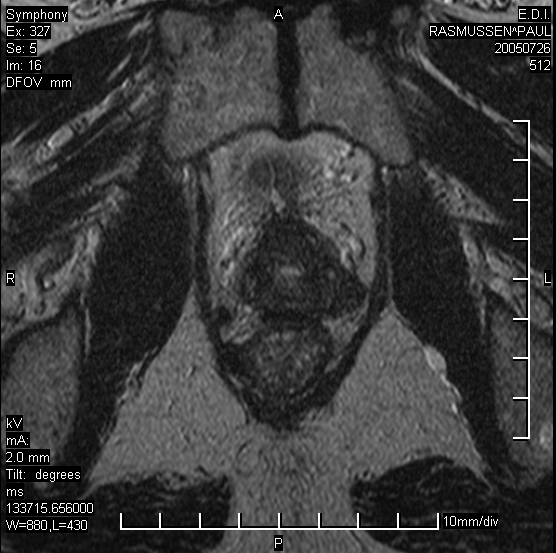 Symphony
Ex: 327
Se: 5
Im: 16
DFOV mm
A
E.D.I.
RASMUSSEN^PAUL
20050726
512
R
L
kV
mA:
2.0 mm
Tilt: degrees
ms
133715.656000
W=880,L=430
10mm/div
P